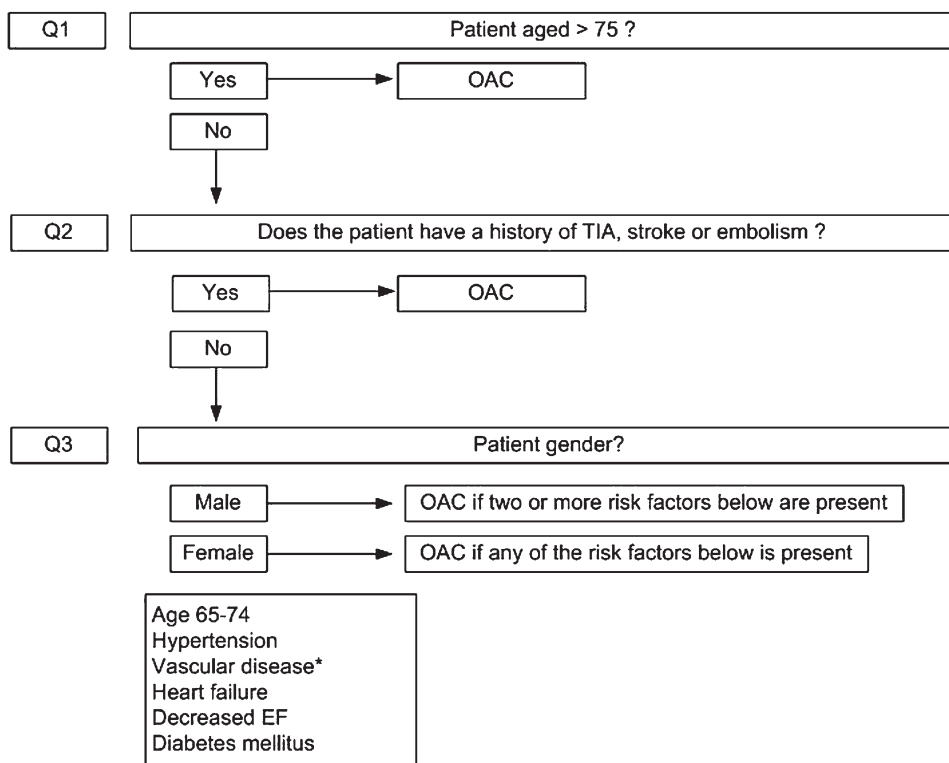 Q1
Patient aged > 75 ?
Yes
OAC
No
Q2
Does the patient have a history of TIA, stroke or embolism ?
Yes
OAC
No
Q3
Patient gender?
Male
OAC if two or more risk factors below are present
Female
OAC if any of the risk factors below is present
Age 65-74
Hypertension
Vascular disease*
Heart failure
Decreased EF
Diabetes mellitus